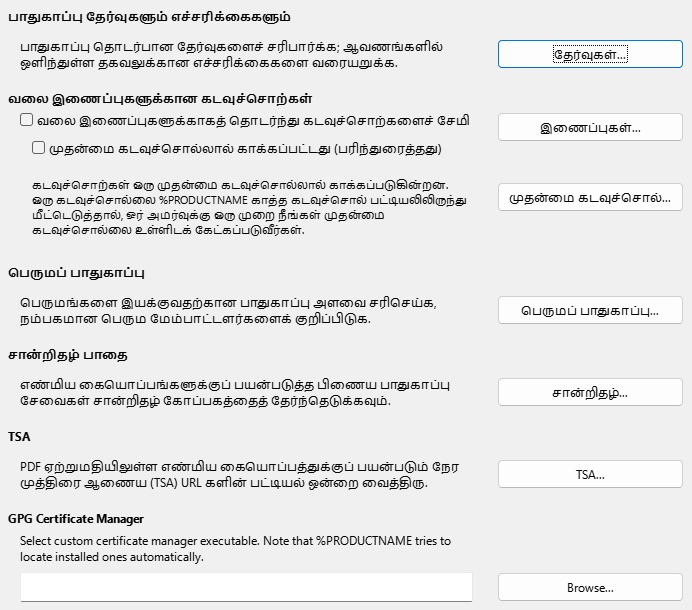 பாதுகாப்பு தேர்வுகளும் எச்சரிக்கைகளும்
பாதுகாப்பு தொடர்பான தேர்வுகளைச் சரிபார்க்க; ஆவணங்களில்
ஒளிந்துள்ள தகவலுக்கான எச்சரிக்கைகளை வரையறுக்க.
தேர்வுகள்...
வலை இணைப்புகளுக்கான கடவுச்சொற்கள்
வலை இணைப்புகளுக்காகத் தொடர்ந்து கடவுச்சொற்களைச் சேமி
இணைப்புகள்...
முதன்மை கடவுச்சொல்லால் காக்கப்பட்டது (பரிந்துரைத்தது)
கடவுச்சொற்கள் ஒரு முதன்மை கடவுச்சொல்லால் காக்கப்படுகின்றன.
ஒரு கடவுச்சொல்லை %PRODUCTNAME காத்த கடவுச்சொல் பட்டியலிலிருந்து
மீட்டெடுத்தால், ஓர் அமர்வுக்கு ஒரு முறை நீங்கள் முதன்மை
கடவுச்சொல்லை உள்ளிடக் கேட்கப்படுவீர்கள்.
முதன்மை கடவுச்சொல்...
பெருமப் பாதுகாப்பு
பெருமங்களை இயக்குவதற்கான பாதுகாப்பு அளவை சரிசெய்க,
நம்பகமான பெரும மேம்பாட்டளர்களைக் குறிப்பிடுக.
பெருமப் பாதுகாப்பு...
சான்றிதழ் பாதை
எண்மிய கையொப்பங்களுக்குப் பயன்படுத்த பிணைய பாதுகாப்பு
சேவைகள் சான்றிதழ் கோப்பகத்தைத் தேர்ந்தெடுக்கவும்.
சான்றிதழ்...
TSA
PDF ஏற்றுமதியிலுள்ள எண்மிய கையொப்பத்துக்குப் பயன்படும் நேர
முத்திரை ஆணைய (TSA) URL களின் பட்டியல் ஒன்றை வைத்திரு.
TSA...
GPG Certificate Manager
Select custom certificate manager executable. Note that %PRODUCTNAME tries to
locate installed ones automatically.
Browse...